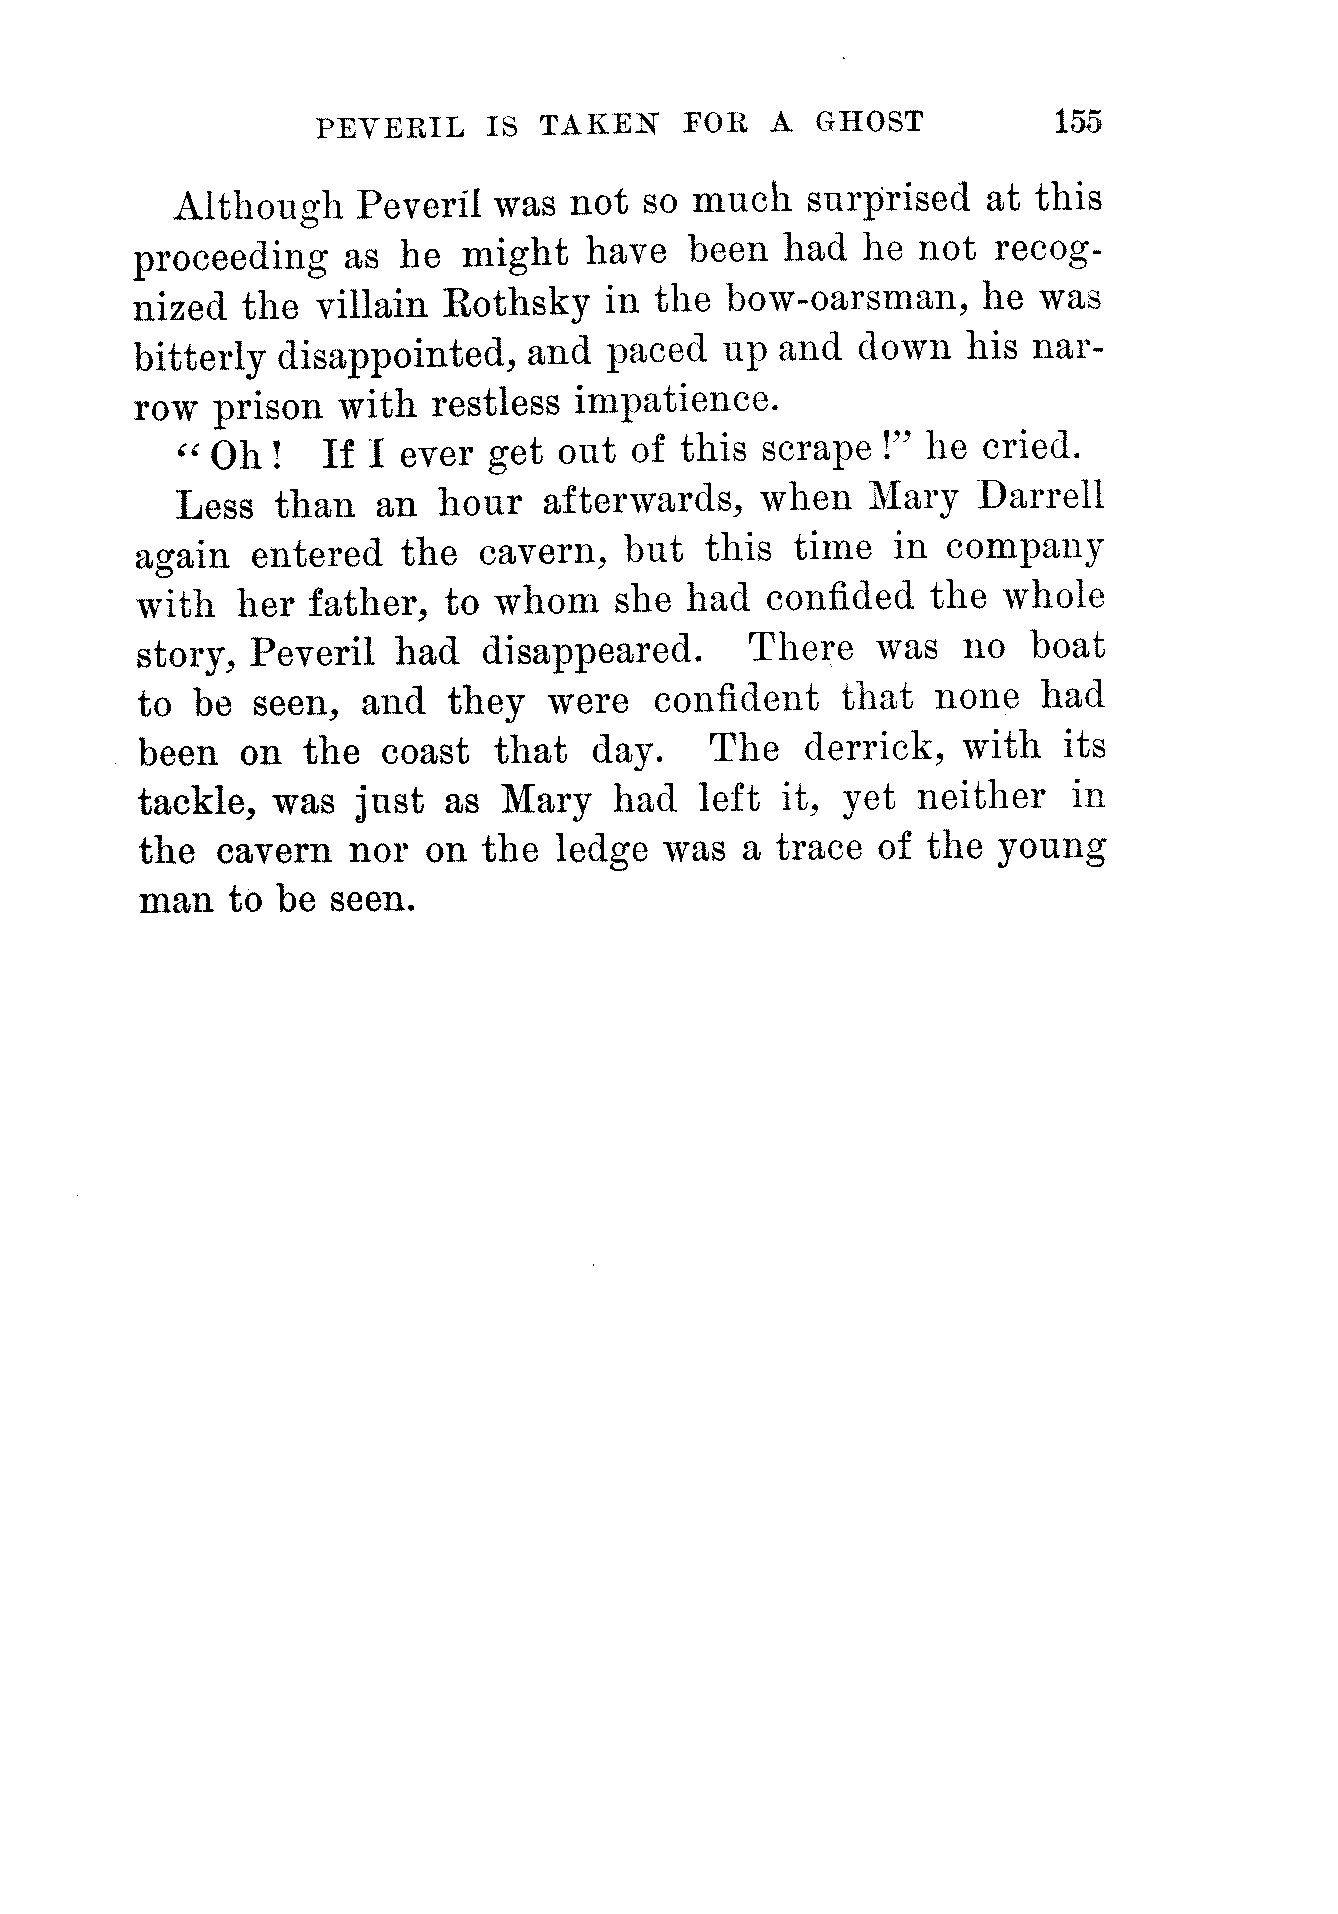 PEVERIL IS TAKEN FOR A GHOST 155
Although Peveril was not so much surprised at this
proceeding as he might have been had he not recog-
nized the villain Rothsky in the bow-oarsman, he was
bitterly disappointed, and paced up and down his nar-
row prison with restless impatience.
“Oh! If I ever get out of this scrape!” he cried.
Less than an hour afterwards, when Mary Darrell
again entered the cavern, but this time in company
with her father, to whom she had confided the whole
story, Peveril had disappeared. There was no boat
to be seen, and they were confident that none had
been on the coast that day. The derrick, with its
tackle, was just as Mary had left it, yet neither in
the cavern nor on the ledge was a trace of the young
man to be seen.